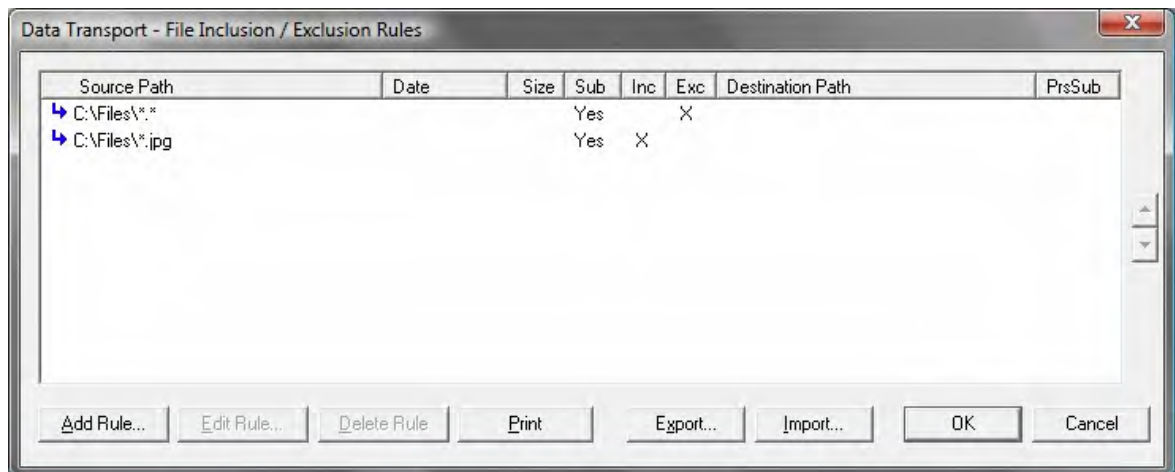 Data Transport - File Inclusion / Exclusion Rules
Source Path Date Size Sub Inc Exc Destination Path PrsSub
C:\Files\*.* Yes X
C:\Files\*.jpg Yes X
Add Rule... Edit Rule... Delete Rule Print Export... Import... OK Cancel